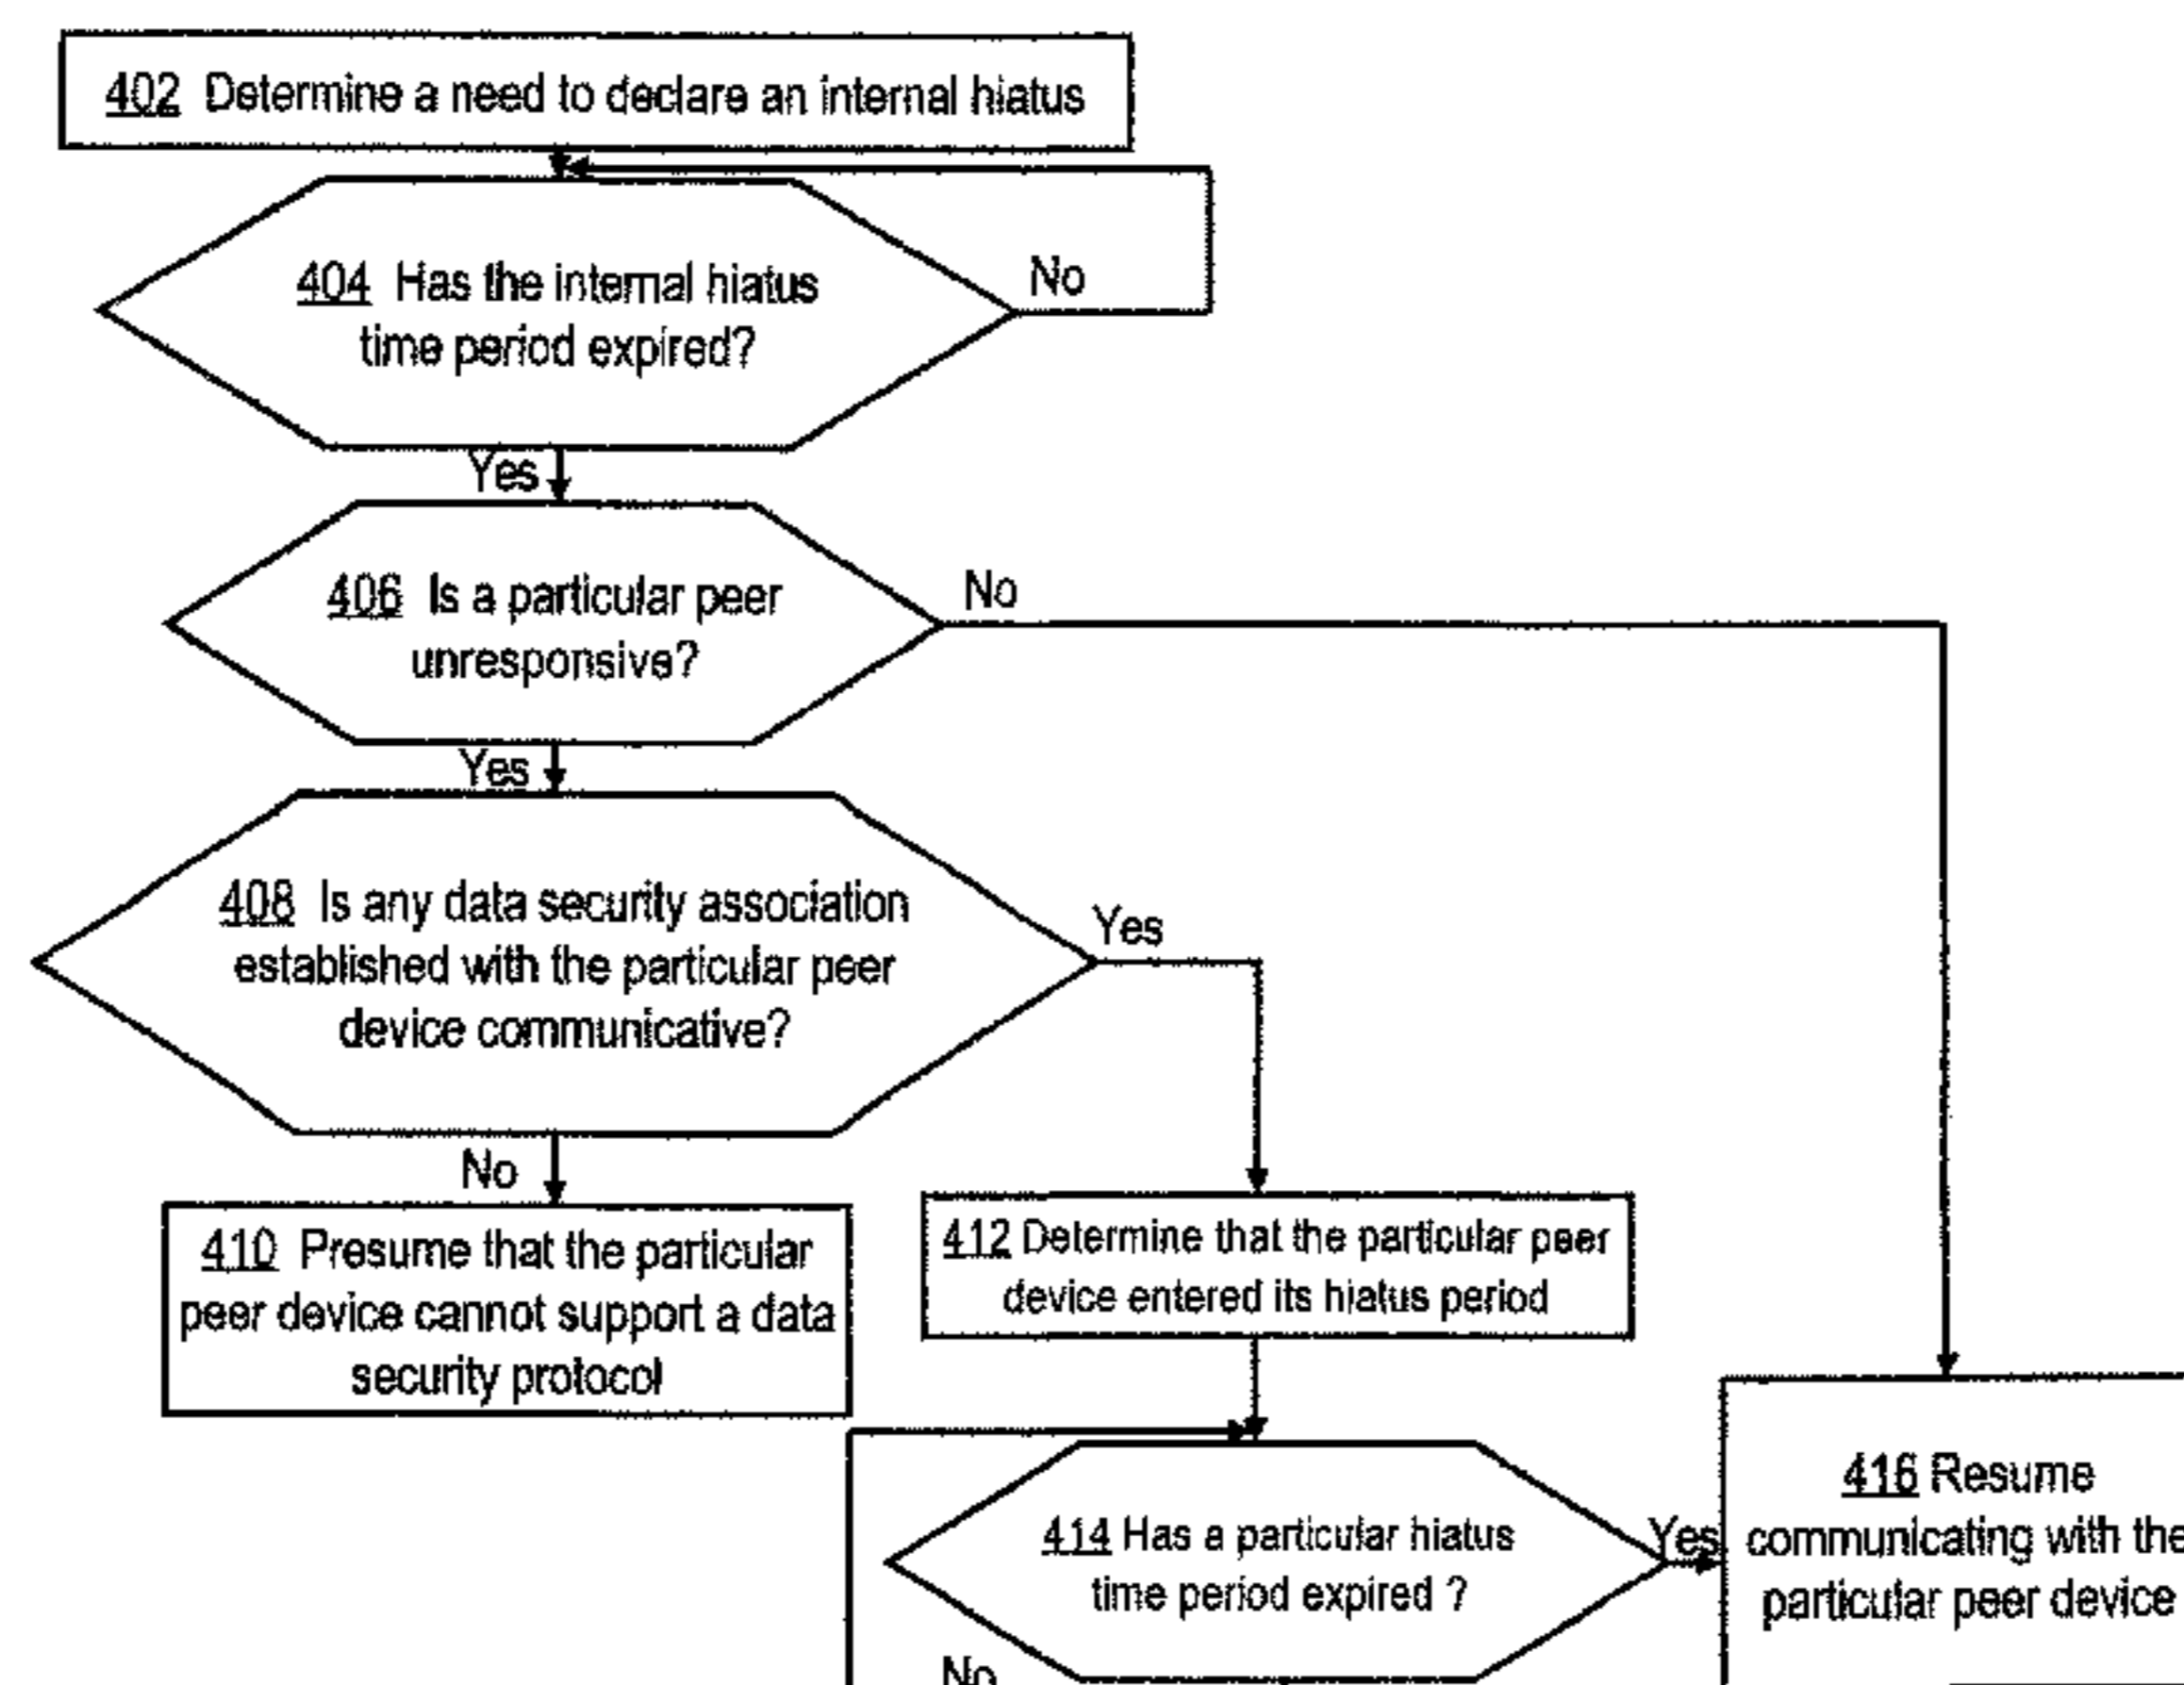 402 Determine a need to declare an internal hiatus
404 Has the internal hiatus
time period expired?
No
Yes
406 Is a particular peer
unresponsive?
No
Yes
408 Is any data security association
established with the particular peer
device communicative?
Yes
No
410 Presume that the particular
peer device cannot support a data
security protocol
412 Determine that the particular peer
device entered its hiatus period
414 Has a particular hiatus
time period expired ?
Yes
No
416 Resume
communicating with the
particular peer device